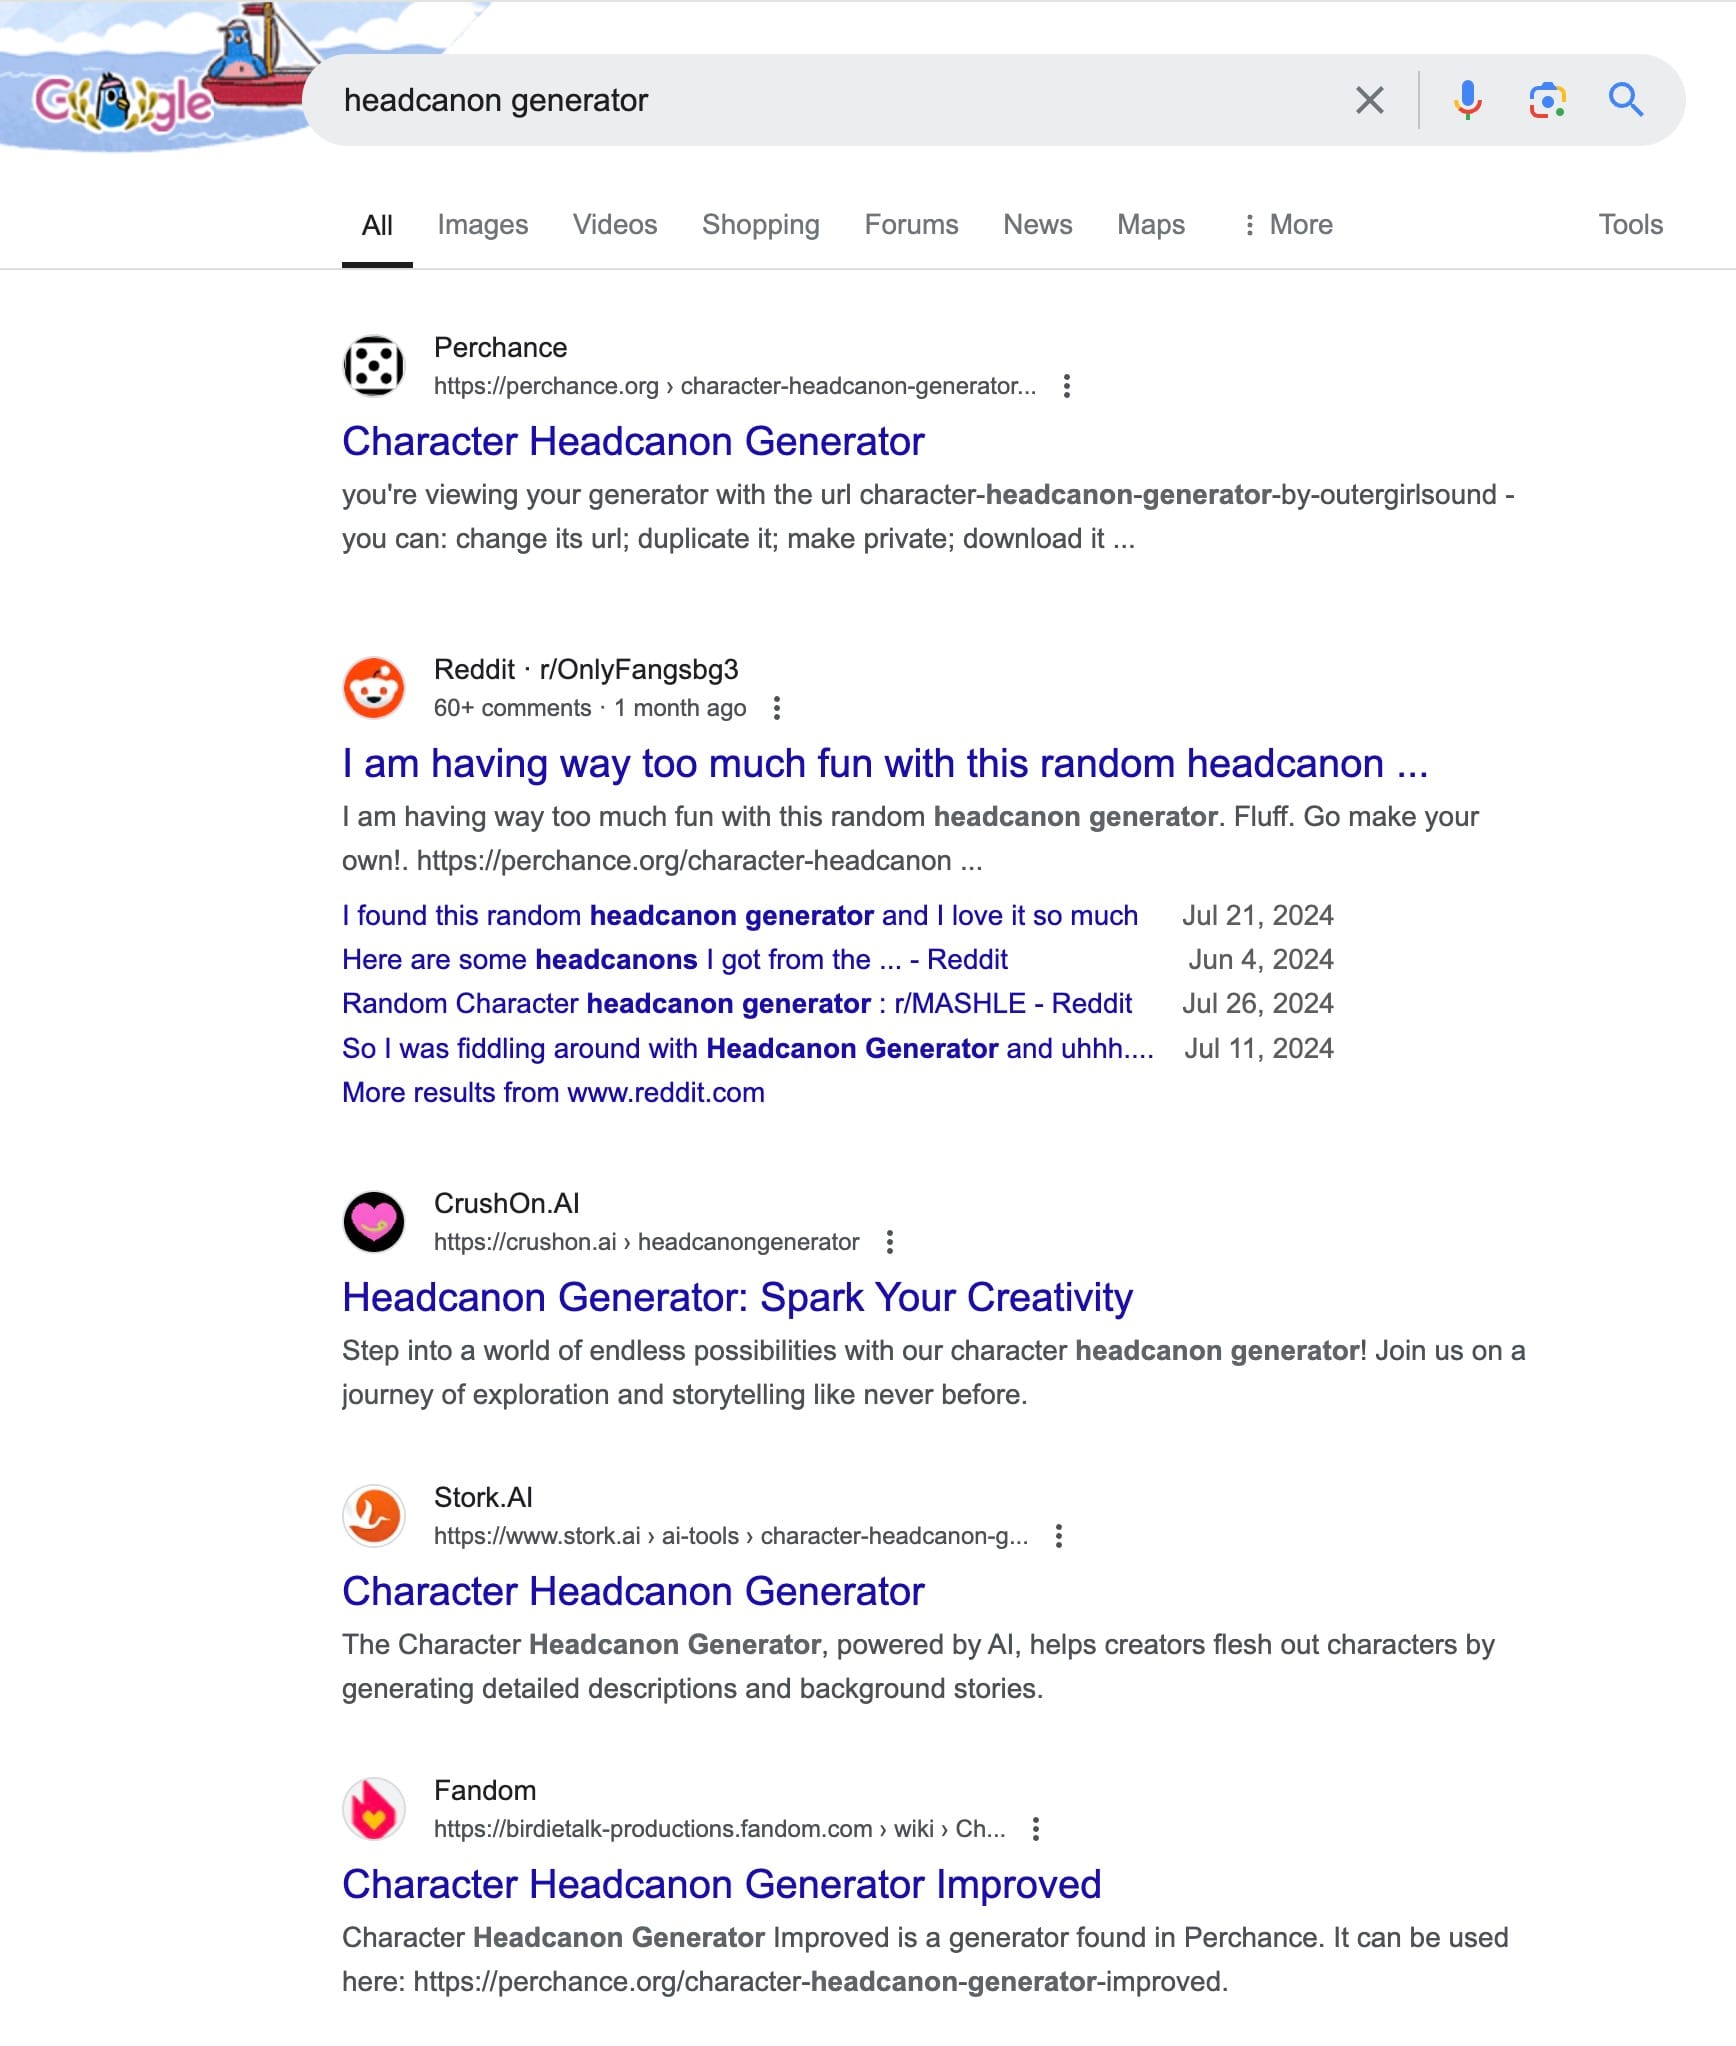 Google
headcanon generator
All Images Videos Shopping Forums News Maps More Tools
Perchance
https://perchance.org › character-headcanon-generator...
Character Headcanon Generator
you're viewing your generator with the url character-headcanon-generator-by-outergirlsound -
you can: change its url; duplicate it; make private; download it ...
Reddit · r/OnlyFangsbg3
60+ comments · 1 month ago
I am having way too much fun with this random headcanon ...
I am having way too much fun with this random headcanon generator. Fluff. Go make your
own!. https://perchance.org/character-headcanon ...
I found this random headcanon generator and I love it so much Jul 21, 2024
Here are some headcanons I got from the ... - Reddit Jun 4, 2024
Random Character headcanon generator : r/MASHLE - Reddit Jul 26, 2024
So I was fiddling around with Headcanon Generator and uhhh.... Jul 11, 2024
More results from www.reddit.com
CrushOn.AI
https://crushon.ai › headcanongenerator
Headcanon Generator: Spark Your Creativity
Step into a world of endless possibilities with our character headcanon generator! Join us on a
journey of exploration and storytelling like never before.
Stork.AI
https://www.stork.ai › ai-tools › character-headcanon-g...
Character Headcanon Generator
The Character Headcanon Generator, powered by AI, helps creators flesh out characters by
generating detailed descriptions and background stories.
Fandom
https://birdietalk-productions.fandom.com › wiki › Ch...
Character Headcanon Generator Improved
Character Headcanon Generator Improved is a generator found in Perchance. It can be used
here: https://perchance.org/character-headcanon-generator-improved.